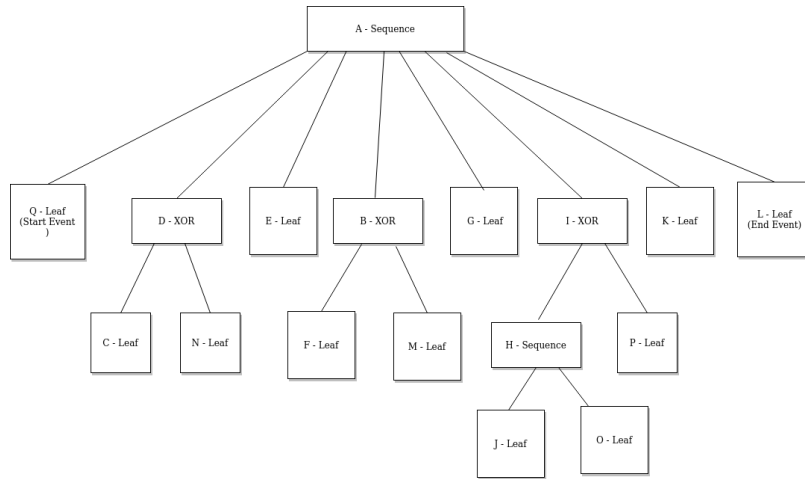 A - Sequence
Q - Leaf
(Start Event
)
D - XOR
E - Leaf
B - XOR
G - Leaf
I - XOR
K - Leaf
L - Leaf
(End Event)
C - Leaf
N - Leaf
F - Leaf
M - Leaf
H - Sequence
P - Leaf
J - Leaf
O - Leaf